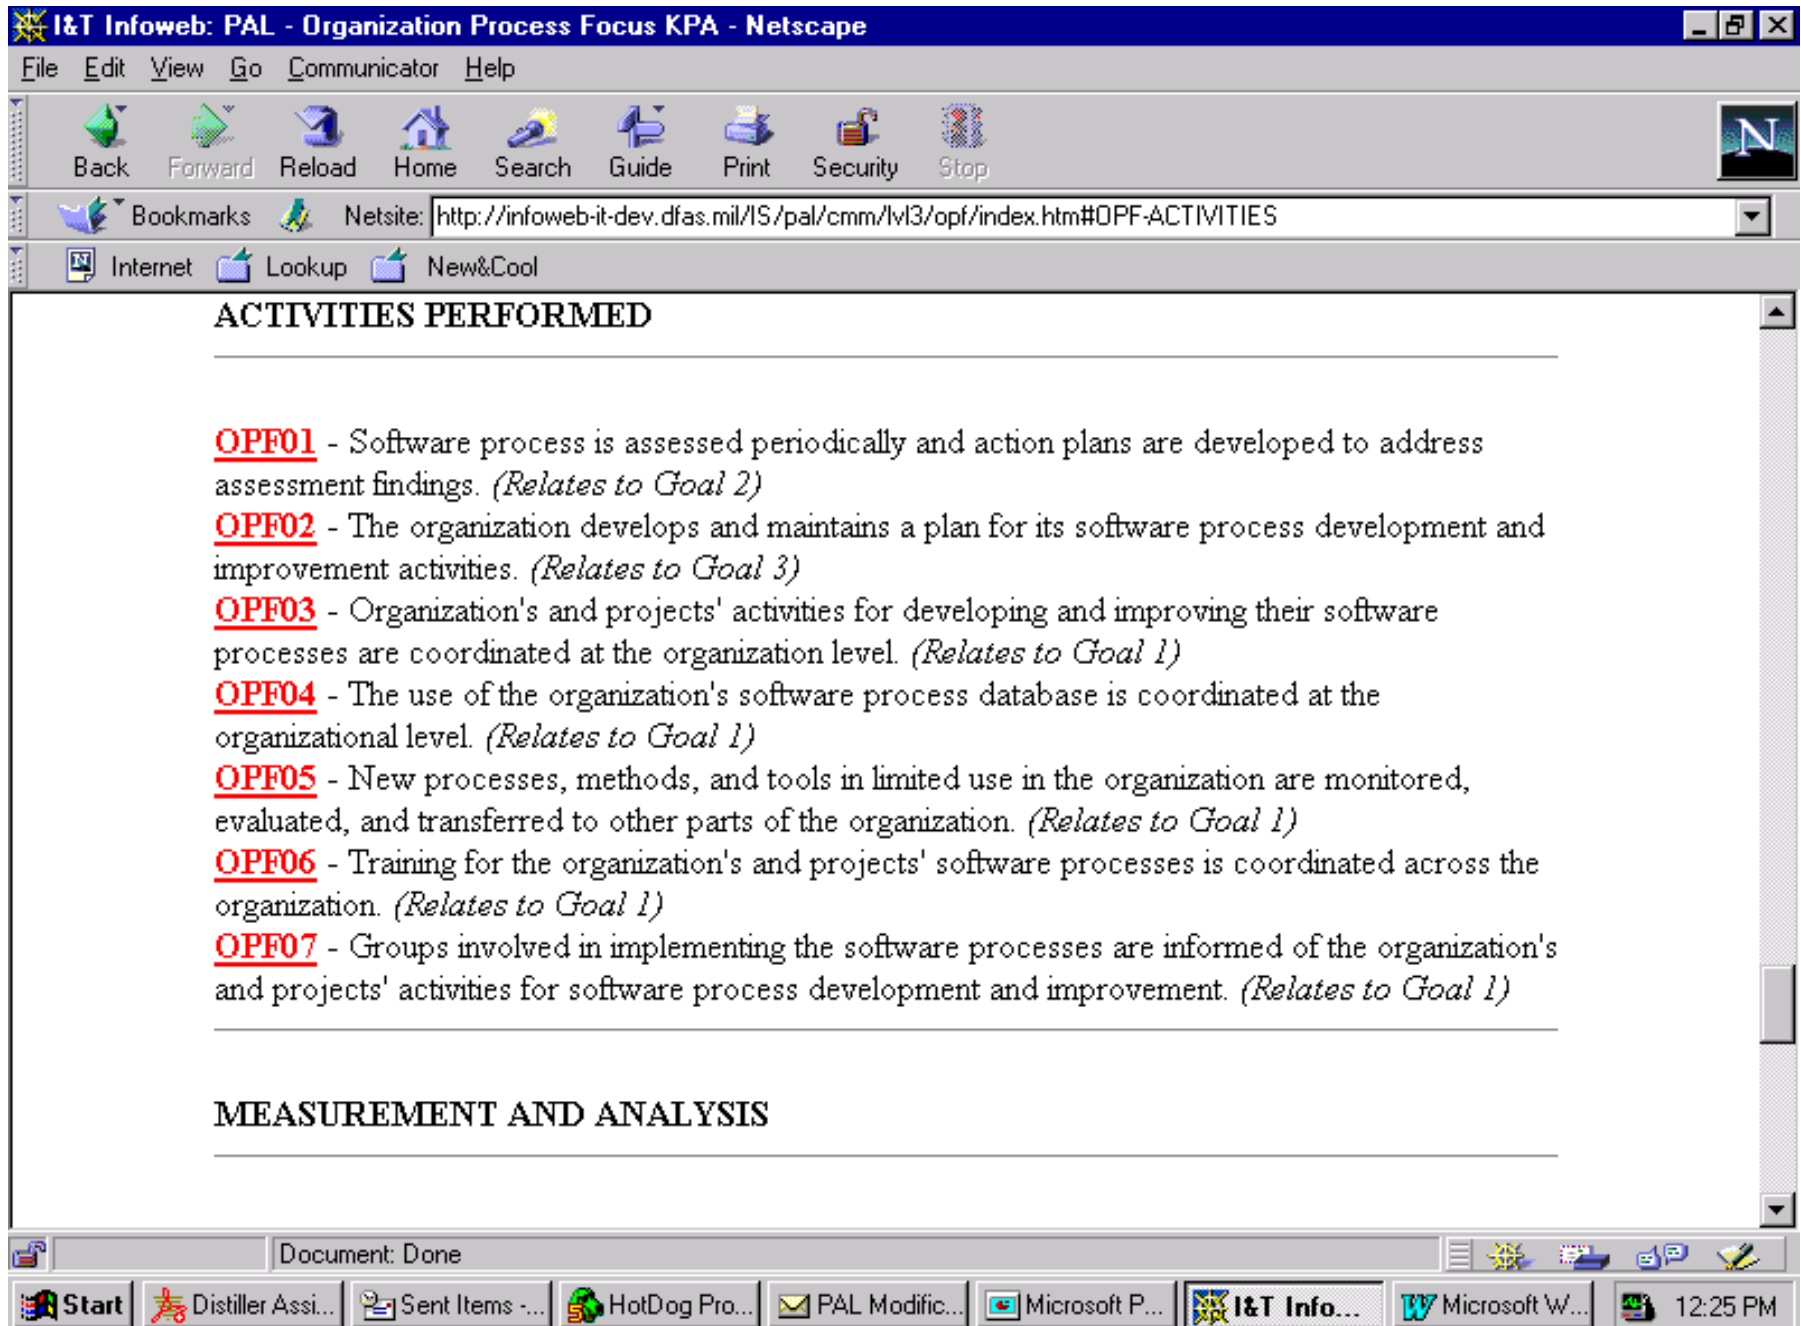 I&T Infoweb: PAL - Organization Process Focus KPA - Netscape
File Edit View Go Communicator Help
Back Forward Reload Home Search Guide Print Security Stop
N
Bookmarks Netsite: http://infoweb-it-dev.dfas.mil/IS/pal/cmm/lvl3/opf/index.htm#OPF-ACTIVITIES
Internet Lookup New&Cool
ACTIVITIES PERFORMED
OPF01 - Software process is assessed periodically and action plans are developed to address
assessment findings. (Relates to Goal 2)
OPF02 - The organization develops and maintains a plan for its software process development and
improvement activities. (Relates to Goal 3)
OPF03 - Organization's and projects' activities for developing and improving their software
processes are coordinated at the organization level. (Relates to Goal 1)
OPF04 - The use of the organization's software process database is coordinated at the
organizational level. (Relates to Goal 1)
OPF05 - New processes, methods, and tools in limited use in the organization are monitored,
evaluated, and transferred to other parts of the organization. (Relates to Goal 1)
OPF06 - Training for the organization's and projects' software processes is coordinated across the
organization. (Relates to Goal 1)
OPF07 - Groups involved in implementing the software processes are informed of the organization's
and projects' activities for software process development and improvement. (Relates to Goal 1)
MEASUREMENT AND ANALYSIS
Document: Done
Start Distiller Assi... Sent Items -... HotDog Pro... PAL Modific... Microsoft P... I&T Info... Microsoft W... 12:25 PM